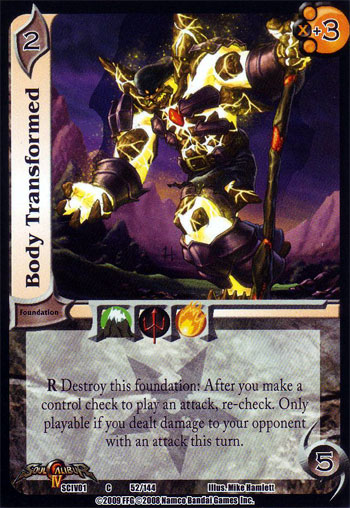 2
X +3
Body Transformed
foundation
R Destroy this foundation: After you make a
control check to play an attack, re-check. Only
playable if you dealt damage to your opponent
with an attack this turn.
5
SoulCalibur
IV
SCIV01 C 52/144 Illus. Mike Hamlett
©2009 FFG ©2008 Namco Bandai Games Inc.